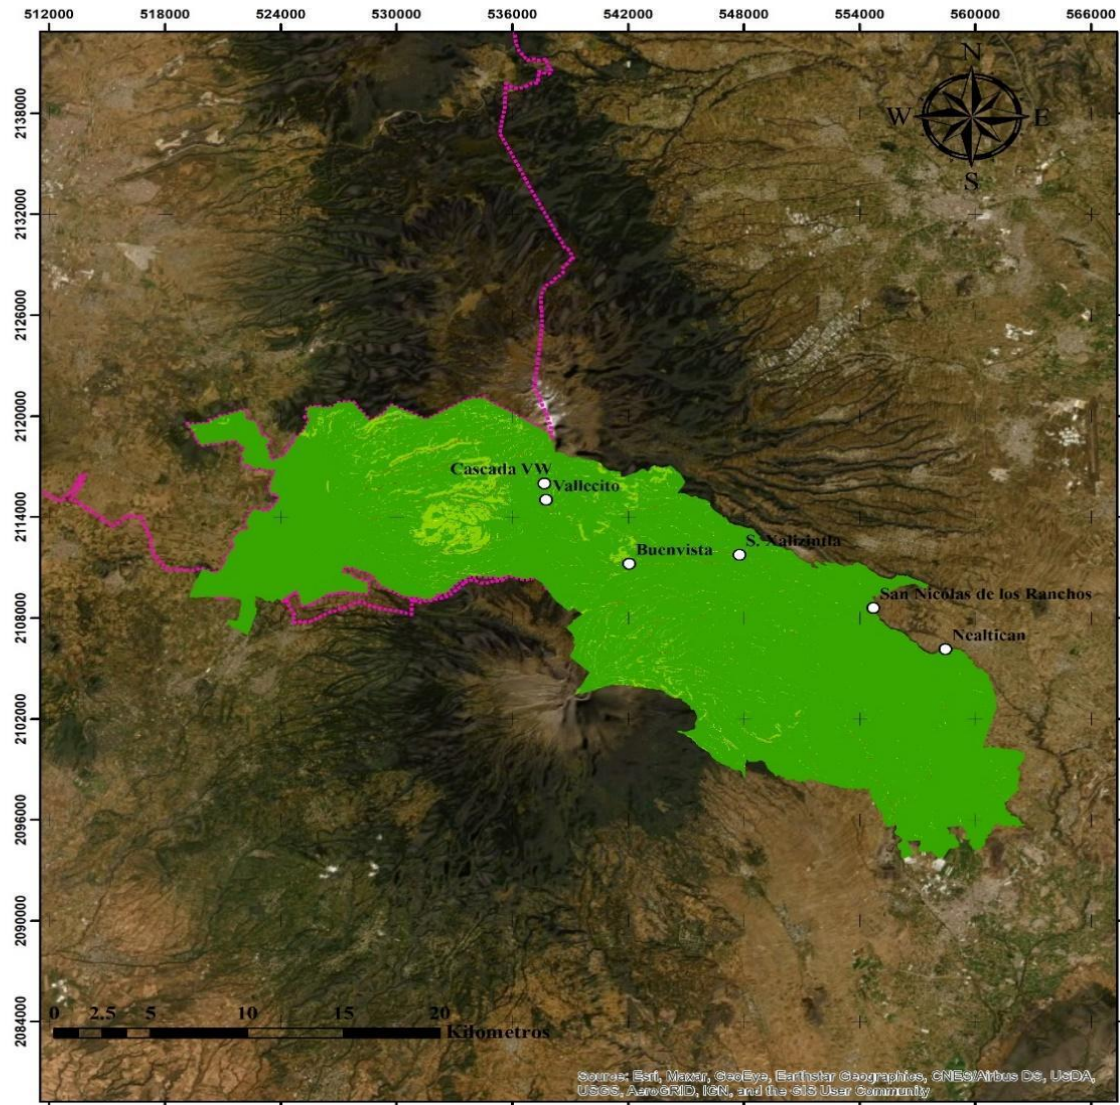 512000 518000 524000 530000 536000 542000 548000 554000 560000 566000
N
W E
S
2138000
2132000
2126000
2120000
2114000
2108000
2102000
2096000
2090000
2084000
Cascada VW
Vallecito
Buenvista
S. Xalizintla
San Nicolas de los Ranchos
Nealtican
0 2.5 5 10 15 20
Kilometros
Source: Esri, Maxar, GeoEye, Earthstar Geographics, CNES/Airbus DS, USDA,
USGS, AeroGRID, IGN, and the GIS User Community